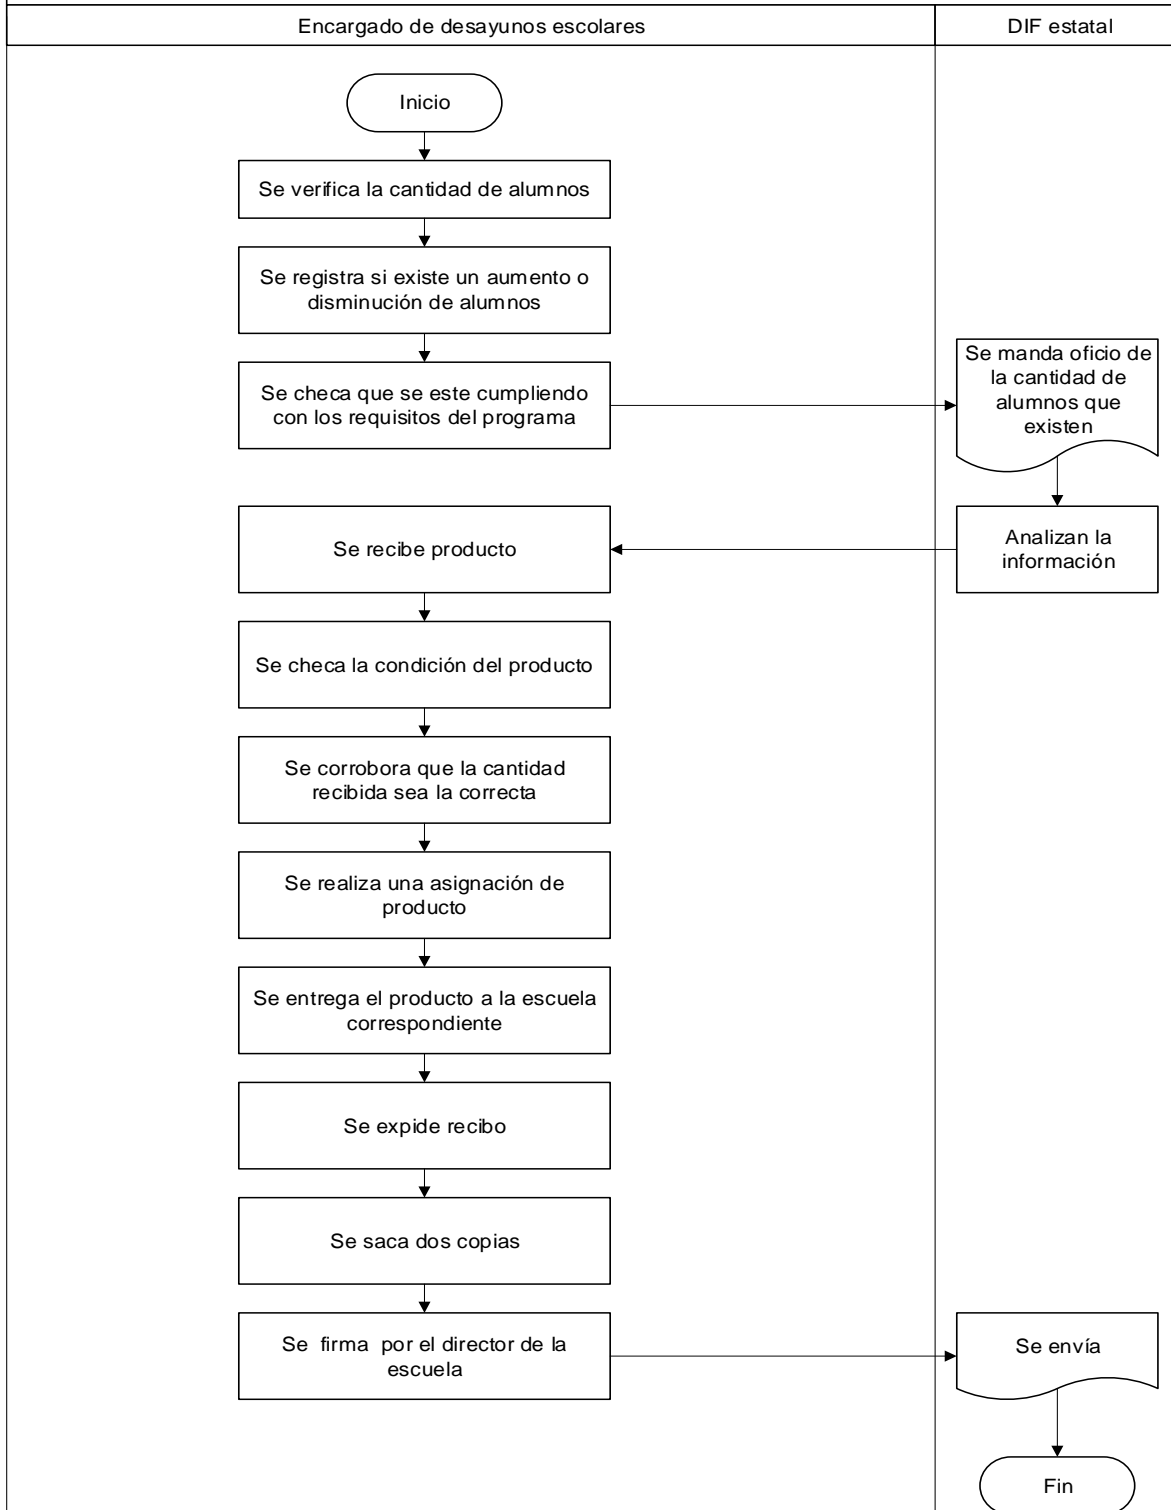 Encargado de desayunos escolares
DIF estatal
Inicio
Se verifica la cantidad de alumnos
Se registra si existe un aumento o
disminución de alumnos
Se checa que se este cumpliendo
con los requisitos del programa
Se manda oficio de
la cantidad de
alumnos que
existen
Analizan la
información
Se recibe producto
Se checa la condición del producto
Se corrobora que la cantidad
recibida sea la correcta
Se realiza una asignación de
producto
Se entrega el producto a la escuela
correspondiente
Se expide recibo
Se saca dos copias
Se firma por el director de la
escuela
Se envía
Fin